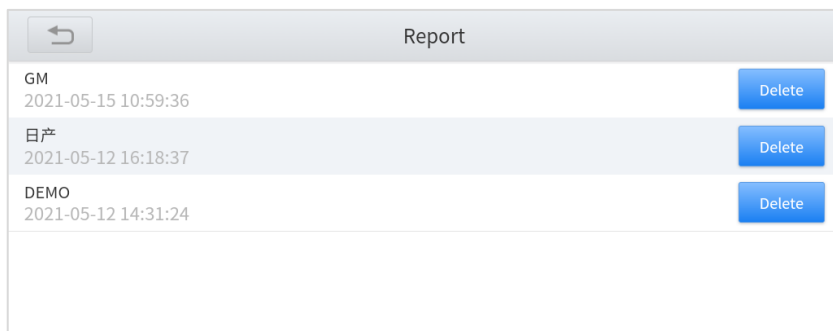 Report
GM
2021-05-15 10:59:36
Delete
日产
2021-05-12 16:18:37
Delete
DEMO
2021-05-12 14:31:24
Delete